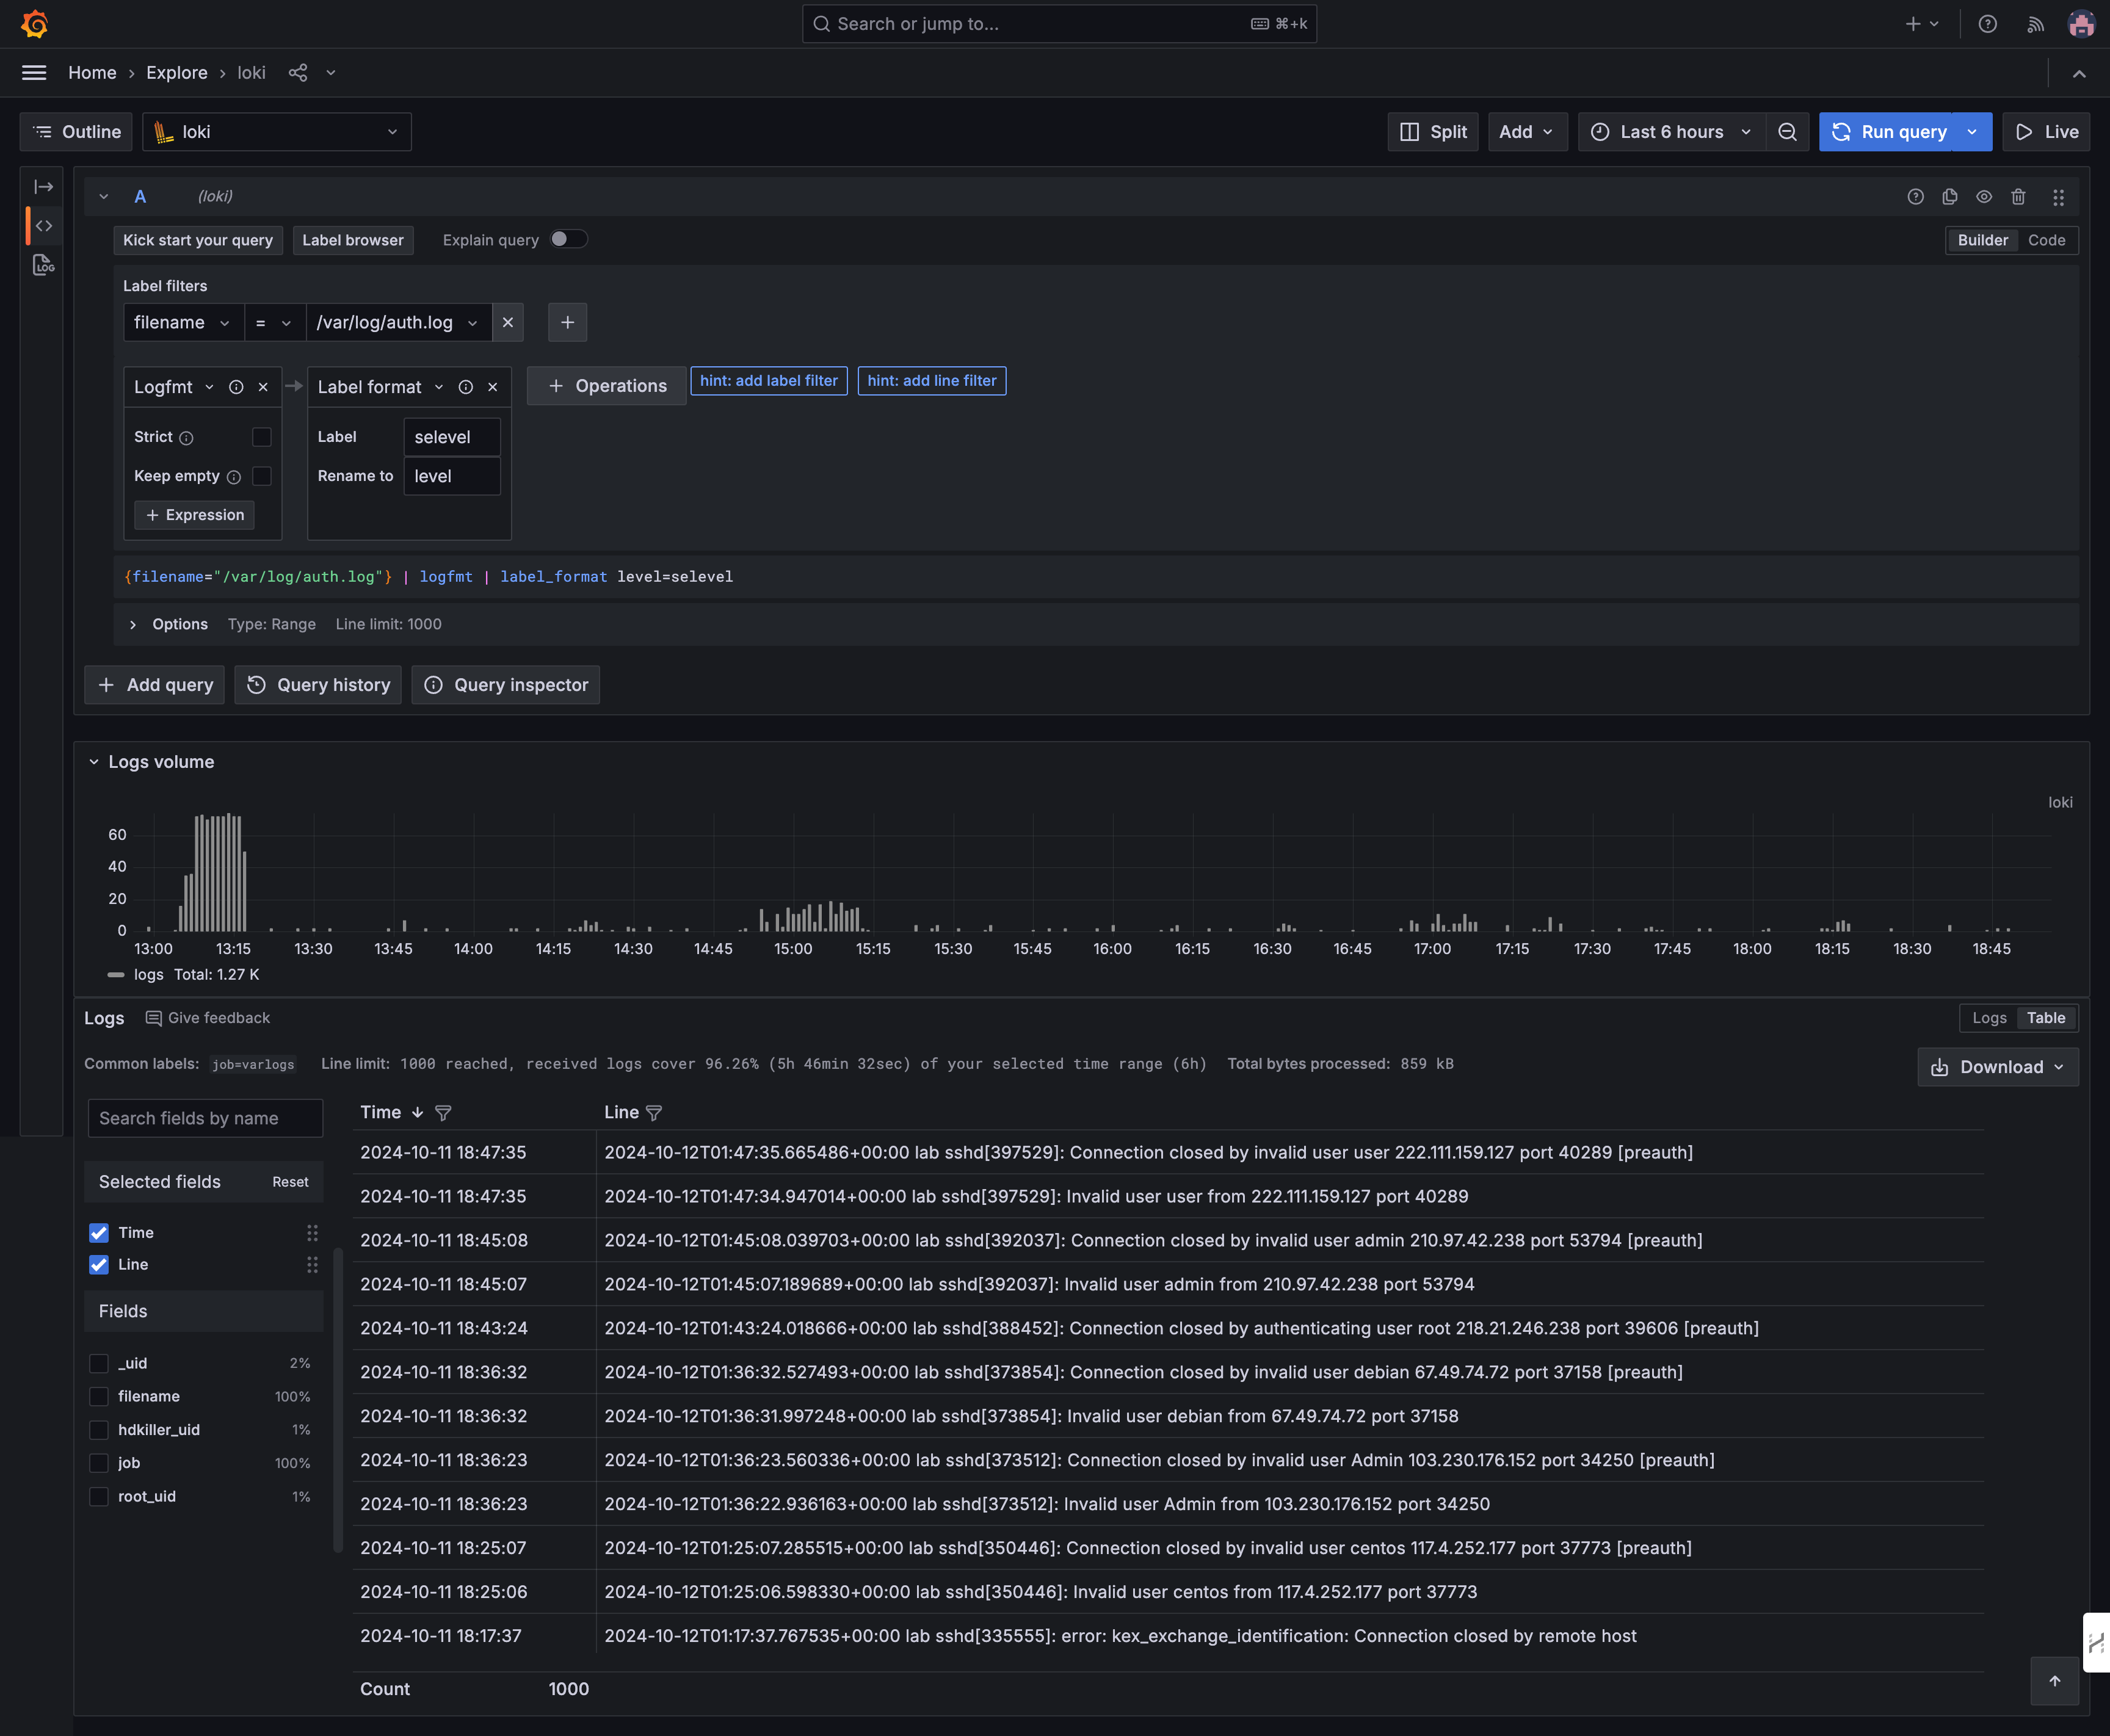 Search or jump to... ⌘+k
Home › Explore › loki
Outline loki Split Add Last 6 hours Run query Live
A (loki)
Kick start your query Label browser Explain query Builder Code
Label filters
filename = /var/log/auth.log
Logfmt Label format + Operations hint: add label filter hint: add line filter
Strict Label selevel
Keep empty Rename to level
+ Expression
{filename="/var/log/auth.log"} | logfmt | label_format level=selevel
Options Type: Range Line limit: 1000
+ Add query Query history Query inspector
Logs volume
loki
60
40
20
0
13:00 13:15 13:30 13:45 14:00 14:15 14:30 14:45 15:00 15:15 15:30 15:45 16:00 16:15 16:30 16:45 17:00 17:15 17:30 17:45 18:00 18:15 18:30 18:45
logs Total: 1.27 K
Logs Give feedback Logs Table
Common labels: job=varlogs Line limit: 1000 reached, received logs cover 96.26% (5h 46min 32sec) of your selected time range (6h) Total bytes processed: 859 kB
Download
Search fields by name
Selected fields Reset
Time
Line
Fields
_uid 2%
filename 100%
hdkiller_uid 1%
job 100%
root_uid 1%
Time Line
2024-10-11 18:47:35 2024-10-12T01:47:35.665486+00:00 lab sshd[397529]: Connection closed by invalid user user 222.111.159.127 port 40289 [preauth]
2024-10-11 18:47:35 2024-10-12T01:47:34.947014+00:00 lab sshd[397529]: Invalid user user from 222.111.159.127 port 40289
2024-10-11 18:45:08 2024-10-12T01:45:08.039703+00:00 lab sshd[392037]: Connection closed by invalid user admin 210.97.42.238 port 53794 [preauth]
2024-10-11 18:45:07 2024-10-12T01:45:07.189689+00:00 lab sshd[392037]: Invalid user admin from 210.97.42.238 port 53794
2024-10-11 18:43:24 2024-10-12T01:43:24.018666+00:00 lab sshd[388452]: Connection closed by authenticating user root 218.21.246.238 port 39606 [preauth]
2024-10-11 18:36:32 2024-10-12T01:36:32.527493+00:00 lab sshd[373854]: Connection closed by invalid user debian 67.49.74.72 port 37158 [preauth]
2024-10-11 18:36:32 2024-10-12T01:36:31.997248+00:00 lab sshd[373854]: Invalid user debian from 67.49.74.72 port 37158
2024-10-11 18:36:23 2024-10-12T01:36:23.560336+00:00 lab sshd[373512]: Connection closed by invalid user Admin 103.230.176.152 port 34250 [preauth]
2024-10-11 18:36:23 2024-10-12T01:36:22.936163+00:00 lab sshd[373512]: Invalid user Admin from 103.230.176.152 port 34250
2024-10-11 18:25:07 2024-10-12T01:25:07.285515+00:00 lab sshd[350446]: Connection closed by invalid user centos 117.4.252.177 port 37773 [preauth]
2024-10-11 18:25:06 2024-10-12T01:25:06.598330+00:00 lab sshd[350446]: Invalid user centos from 117.4.252.177 port 37773
2024-10-11 18:17:37 2024-10-12T01:17:37.767535+00:00 lab sshd[335555]: error: kex_exchange_identification: Connection closed by remote host
Count 1000